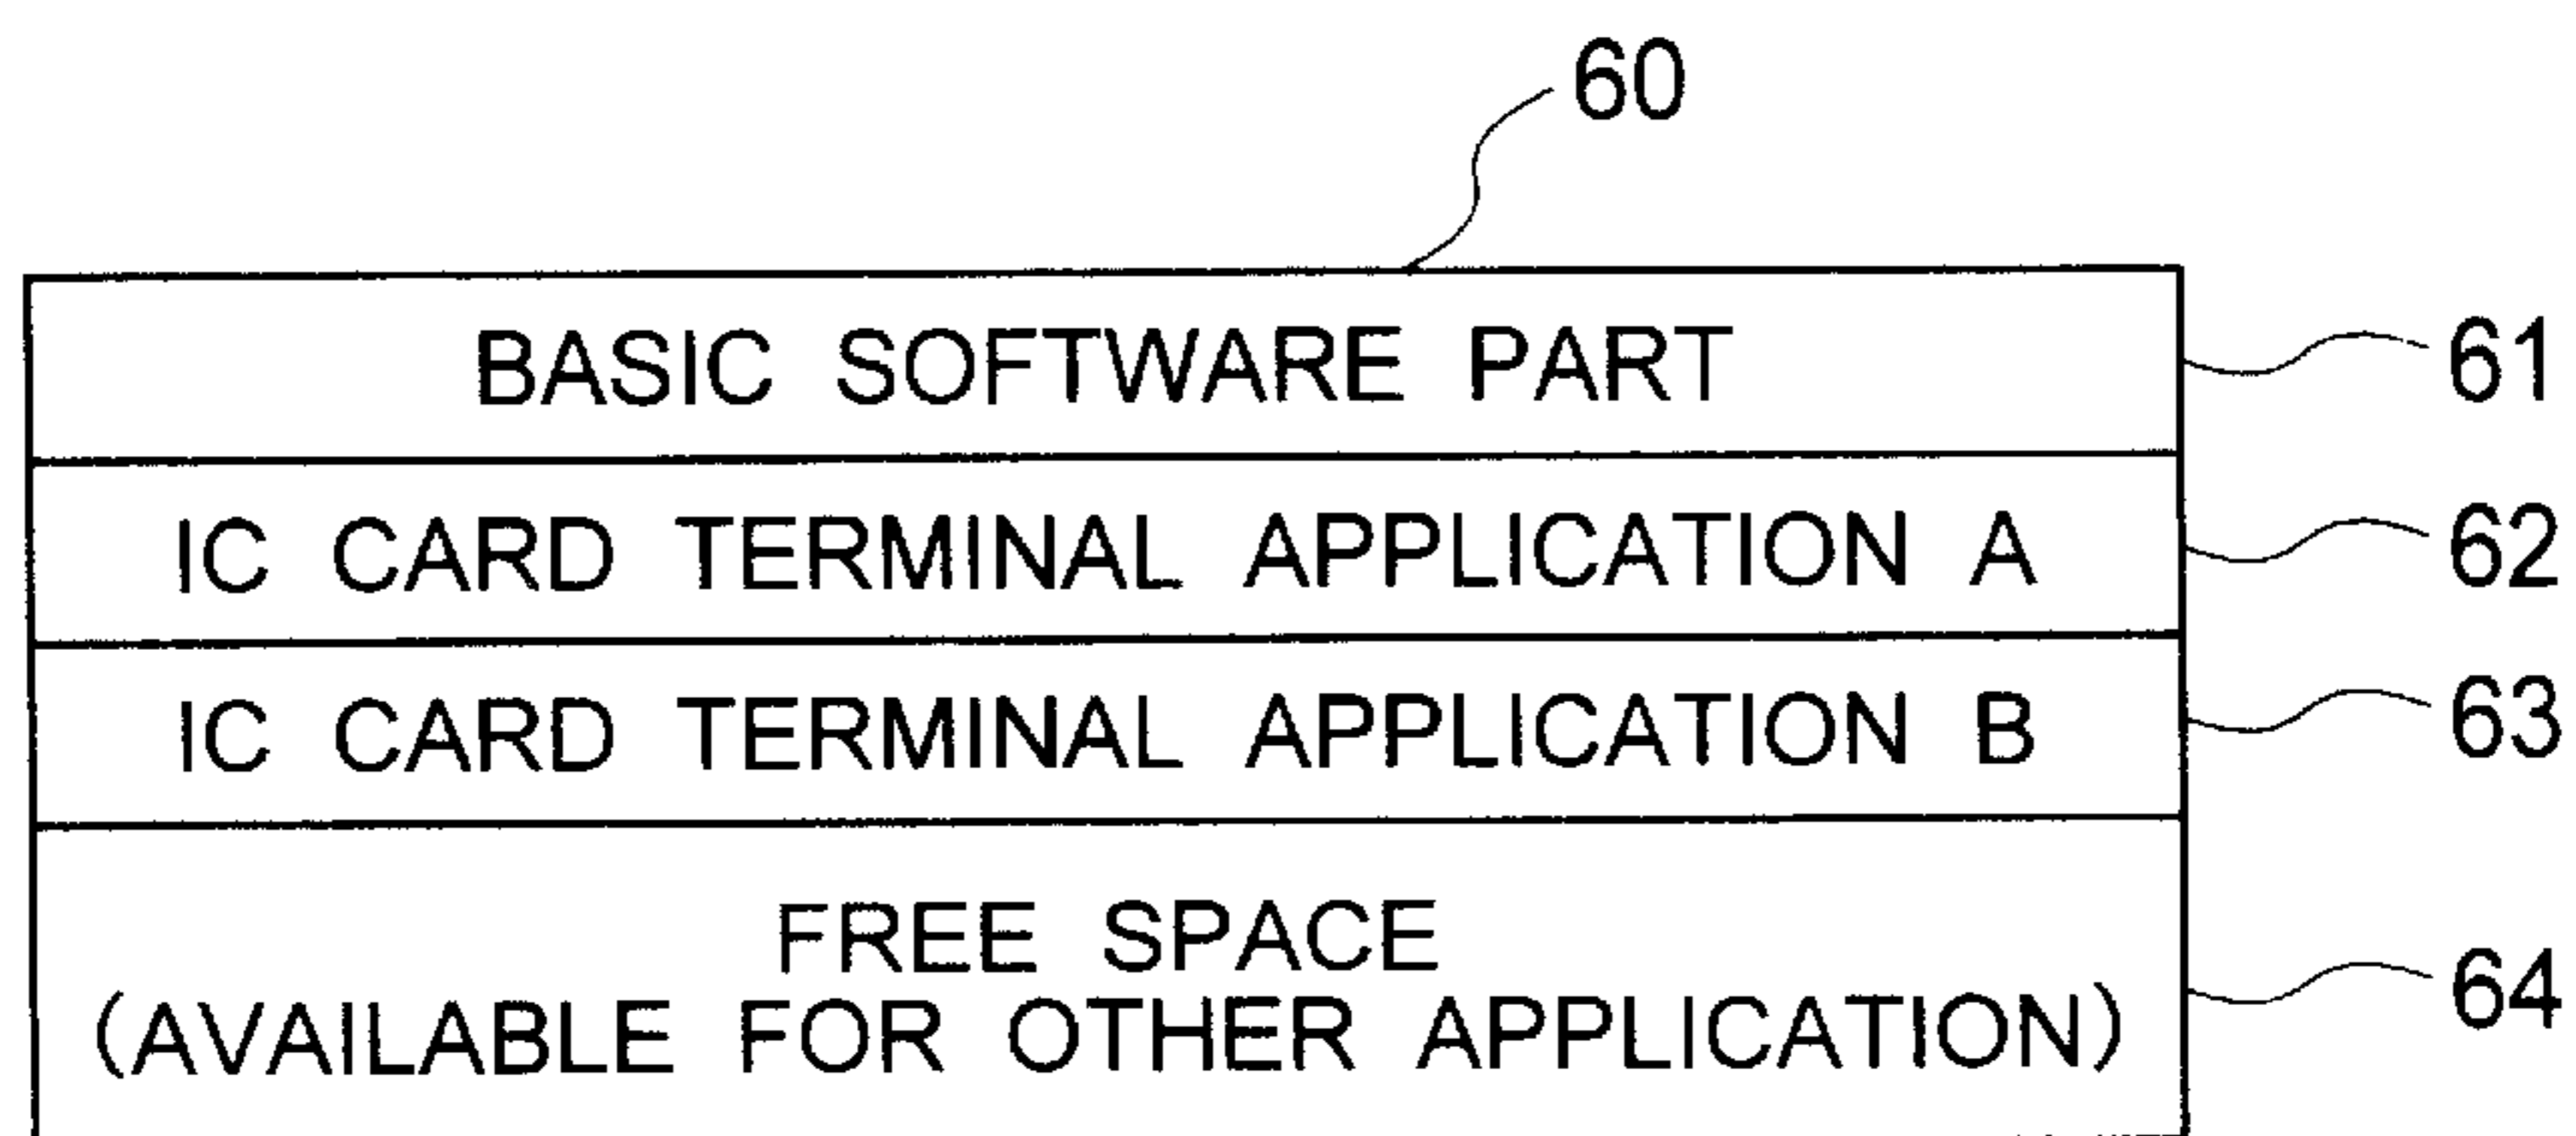 60
BASIC SOFTWARE PART 61
IC CARD TERMINAL APPLICATION A 62
IC CARD TERMINAL APPLICATION B 63
FREE SPACE
(AVAILABLE FOR OTHER APPLICATION) 64